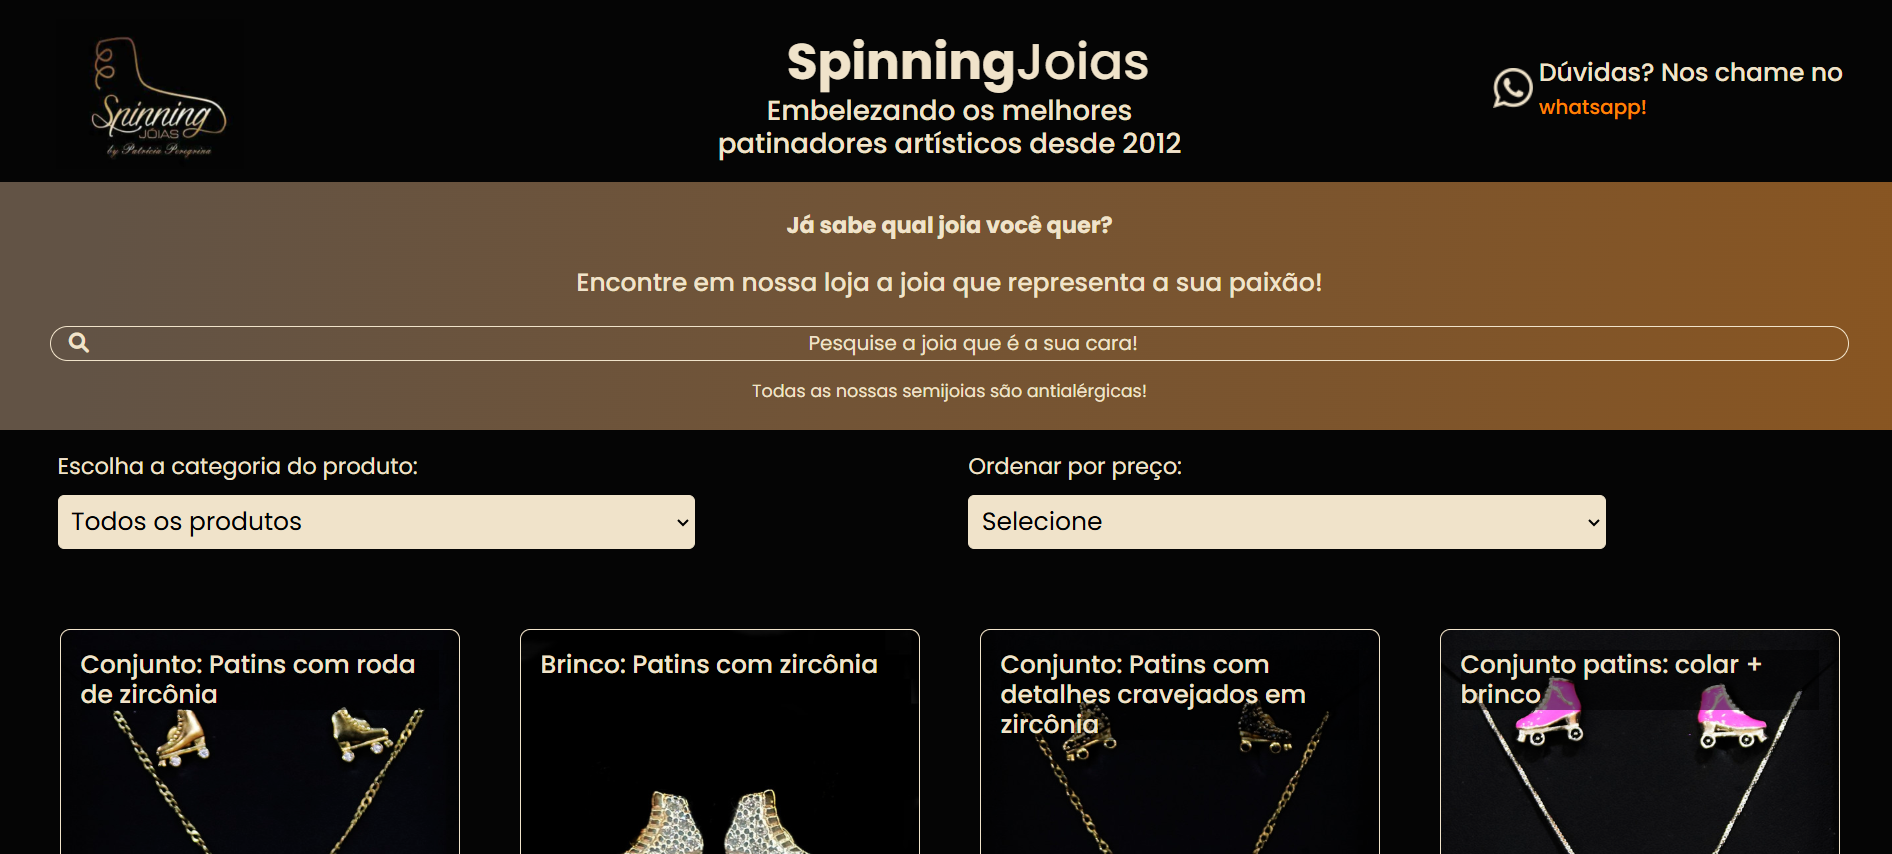 Spinning
JÓIAS
by Patrícia Peregrina
SpinningJoias
Embelezando os melhores
patinadores artísticos desde 2012
Dúvidas? Nos chame no
whatsapp!
Já sabe qual joia você quer?
Encontre em nossa loja a joia que representa a sua paixão!
Pesquise a joia que é a sua cara!
Todas as nossas semijoias são antialérgicas!
Escolha a categoria do produto:
Todos os produtos
Ordenar por preço:
Selecione
Conjunto: Patins com roda
de zircônia
Brinco: Patins com zircônia
Conjunto: Patins com
detalhes cravejados em
zircônia
Conjunto patins: colar +
brinco